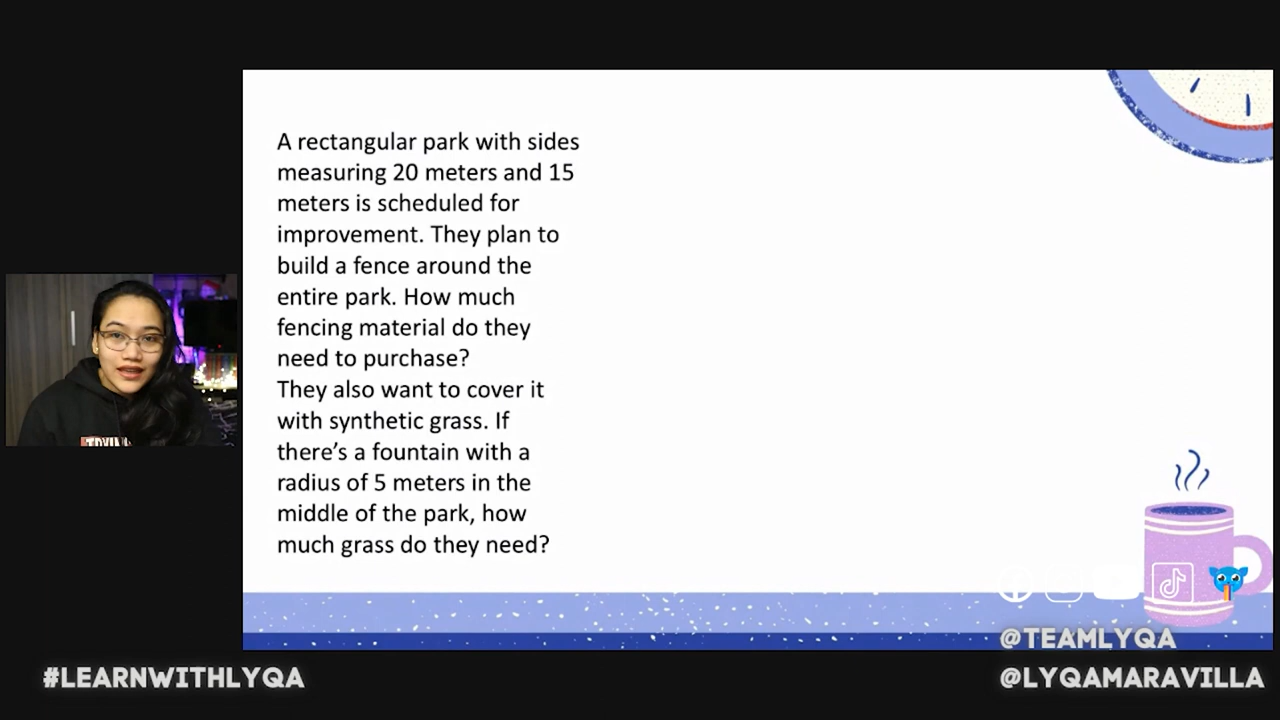 A rectangular park with sides
measuring 20 meters and 15
meters is scheduled for
improvement. They plan to
build a fence around the
entire park. How much
fencing material do they
need to purchase?
They also want to cover it
with synthetic grass. If
there's a fountain with a
radius of 5 meters in the
middle of the park, how
much grass do they need?
@TEAMLYQA
#LEARNWITHLYQA
@LYQAMARAVILLA